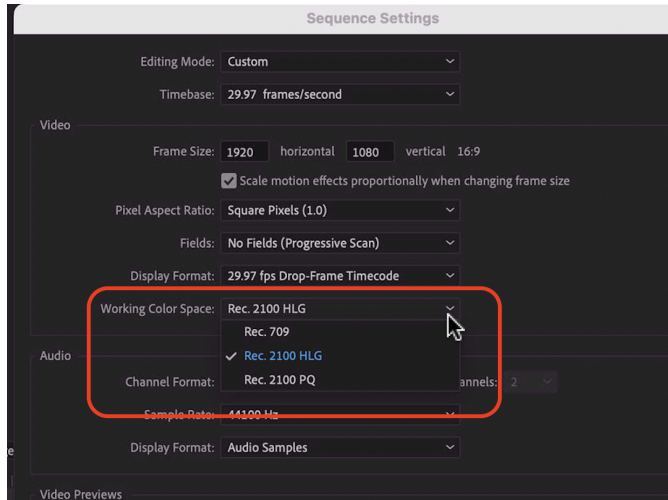 Sequence Settings
Editing Mode: Custom
Timebase: 29.97 frames/second
Video
Frame Size: 1920 horizontal 1080 vertical 16:9
Scale motion effects proportionally when changing frame size
Pixel Aspect Ratio: Square Pixels (1.0)
Fields: No Fields (Progressive Scan)
Display Format: 29.97 fps Drop-Frame Timecode
Working Color Space: Rec. 2100 HLG
Rec. 709
Rec. 2100 HLG
Audio
Rec. 2100 PQ
Channel Format: annels: 2
Sample Rate: 44100 Hz
Display Format: Audio Samples
Video Previews